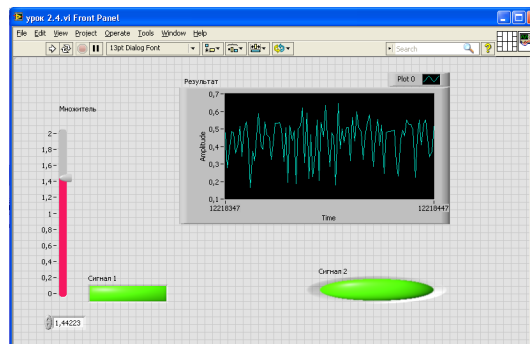 урок 2.4.vi Front Panel
File Edit View Project Operate Tools Window Help
13pt Dialog Font
Search
Результат
Plot 0
Множитель
2
1,8
1,6
1,4
1,2
1
0,8
0,6
0,4
0,2
0
1,44223
Amplitude
0,7
0,6
0,5
0,4
0,3
0,2
0,1
12218347
12218447
Time
Сигнал 1
Сигнал 2